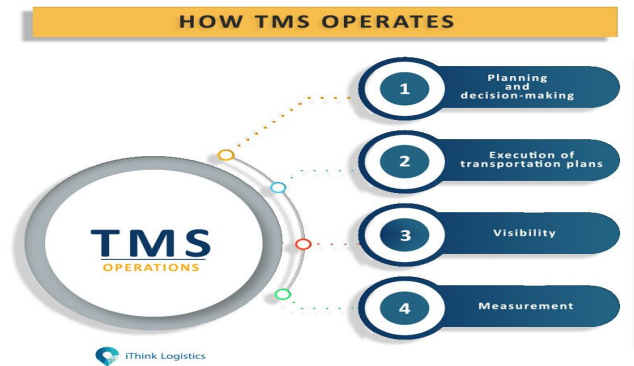 HOW TMS OPERATES
1
Planning
and
decision-making
2
Execution of
transportation plans
3
Visibility
4
Measurement
TMS
OPERATIONS
iThink Logistics